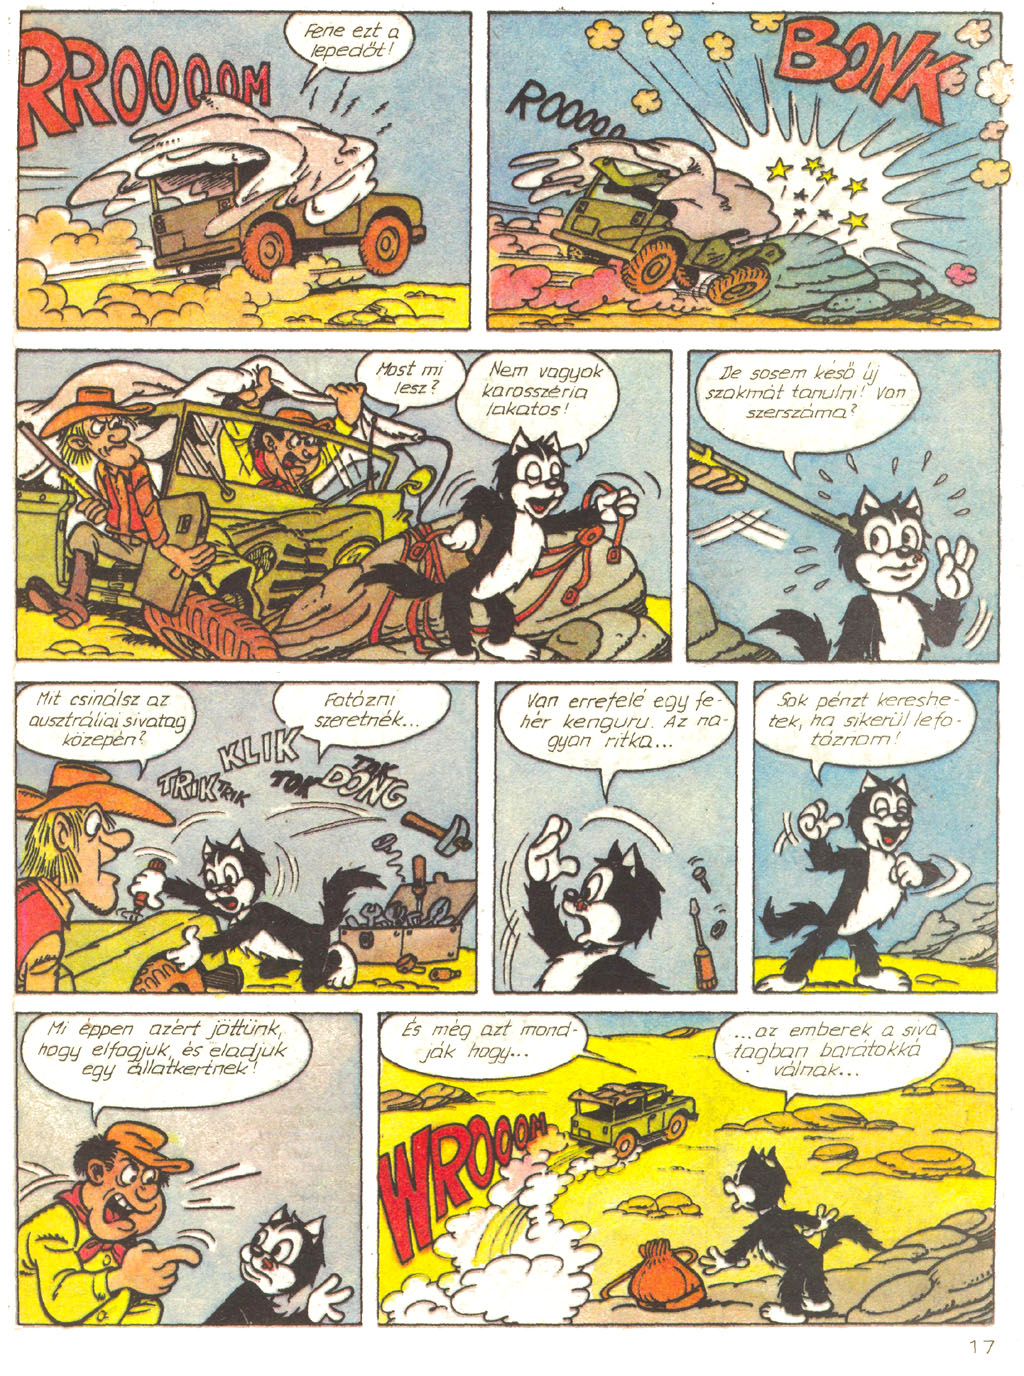 Fene ezt a
lepedőt!
RROOOOM
ROOOOO
BONK
Most mi
lesz?
Nem vagyok
karosszéria
lakatos!
De sosem késő új
szakmát tanulni! Van
szerszáma?
Mit csinálsz az
ausztráliai sivatag
közepén?
Fotózni
szeretnék...
KLIK
TRIK
TRIK
TOK
TOK
DONG
Van errefelé egy fe-
hér kenguru. Az na-
gyon ritka...
Sok pénzt kereshe-
tek, ha sikerül lefo-
tóznom!
Mi éppen azért jöttünk,
hogy elfogjuk, és eladjuk
egy állatkertnek!
És még azt mond-
ják hogy...
...az emberek a siva-
tagban barátokká
válnak...
WROOOM
17